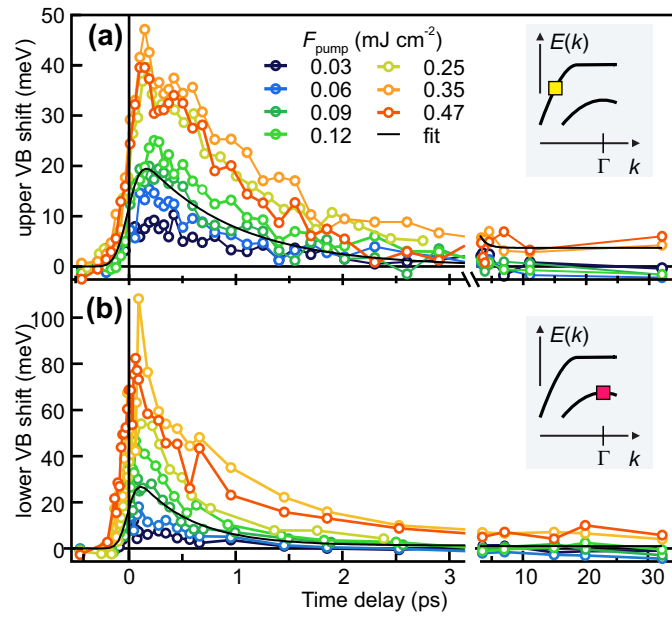 (a)
F_pump (mJ cm⁻²)
0.03 0.25
0.06 0.35
0.09 0.47
0.12 fit
E(k)
Γ k
upper VB shift (meV)
50
40
30
20
10
0
(b)
E(k)
Γ k
lower VB shift (meV)
100
80
60
40
20
0
0 1 2 3 10 20 30
Time delay (ps)